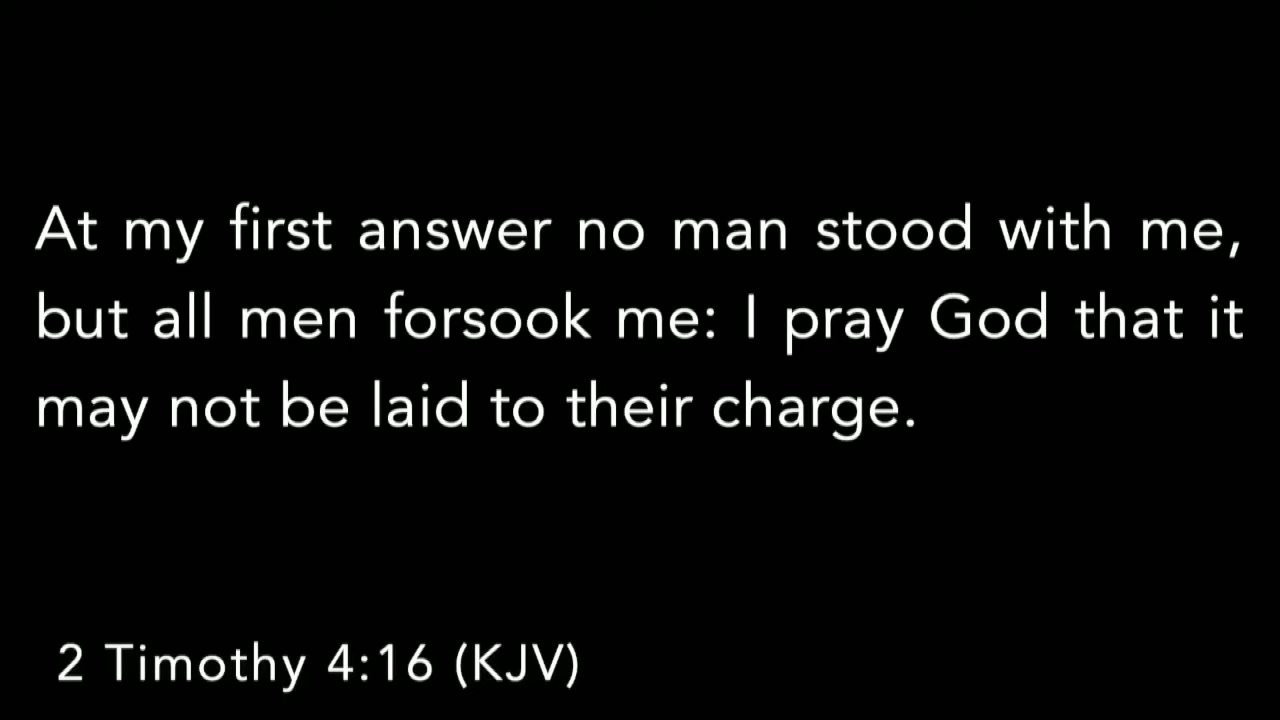 At my first answer no man stood with me,
but all men forsook me: I pray God that it
may not be laid to their charge.
2 Timothy 4:16 (KJV)